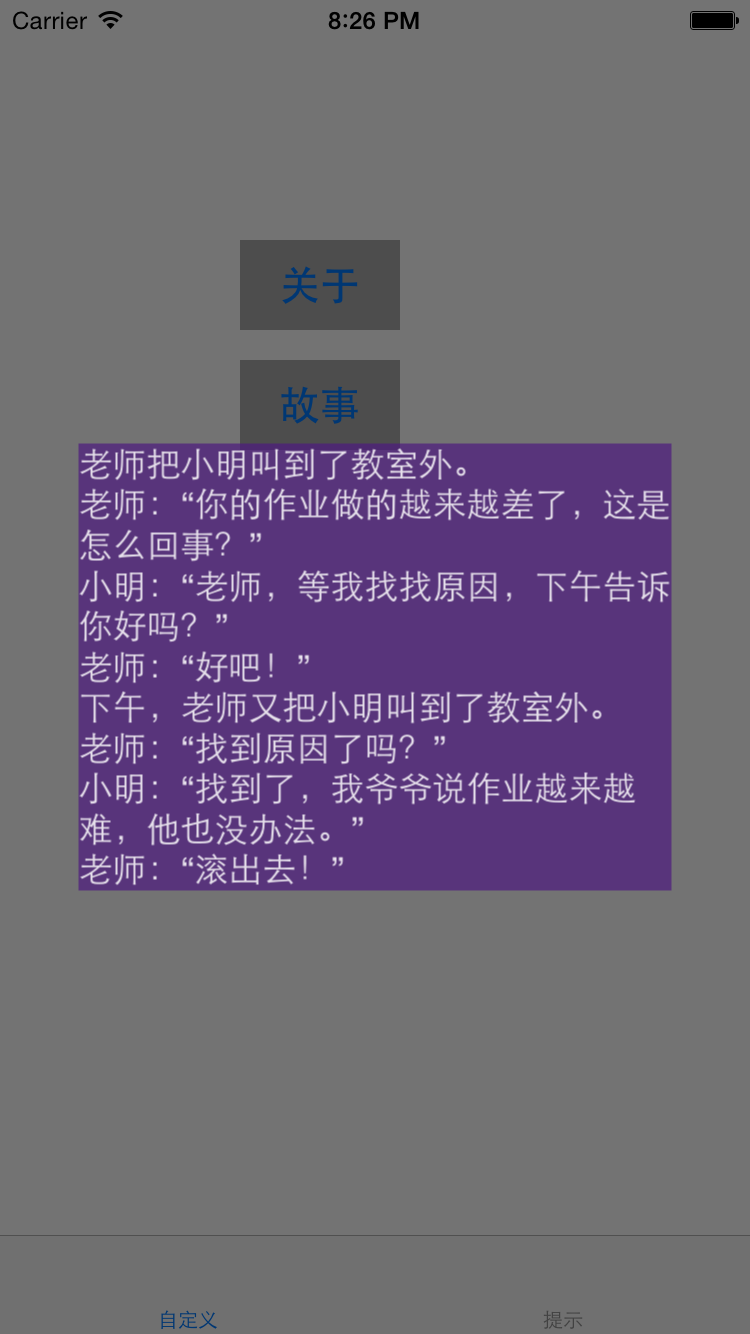 Carrier 8:26 PM
关于
故事
老师把小明叫到了教室外。
老师：“你的作业做的越来越差了，这是
怎么回事？”
小明：“老师，等我找找原因，下午告诉
你好吗？”
老师：“好吧！”
下午，老师又把小明叫到了教室外。
老师：“找到原因了吗？”
小明：“找到了，我爷爷说作业越来越
难，他也没办法。”
老师：“滚出去！”
自定义 提示